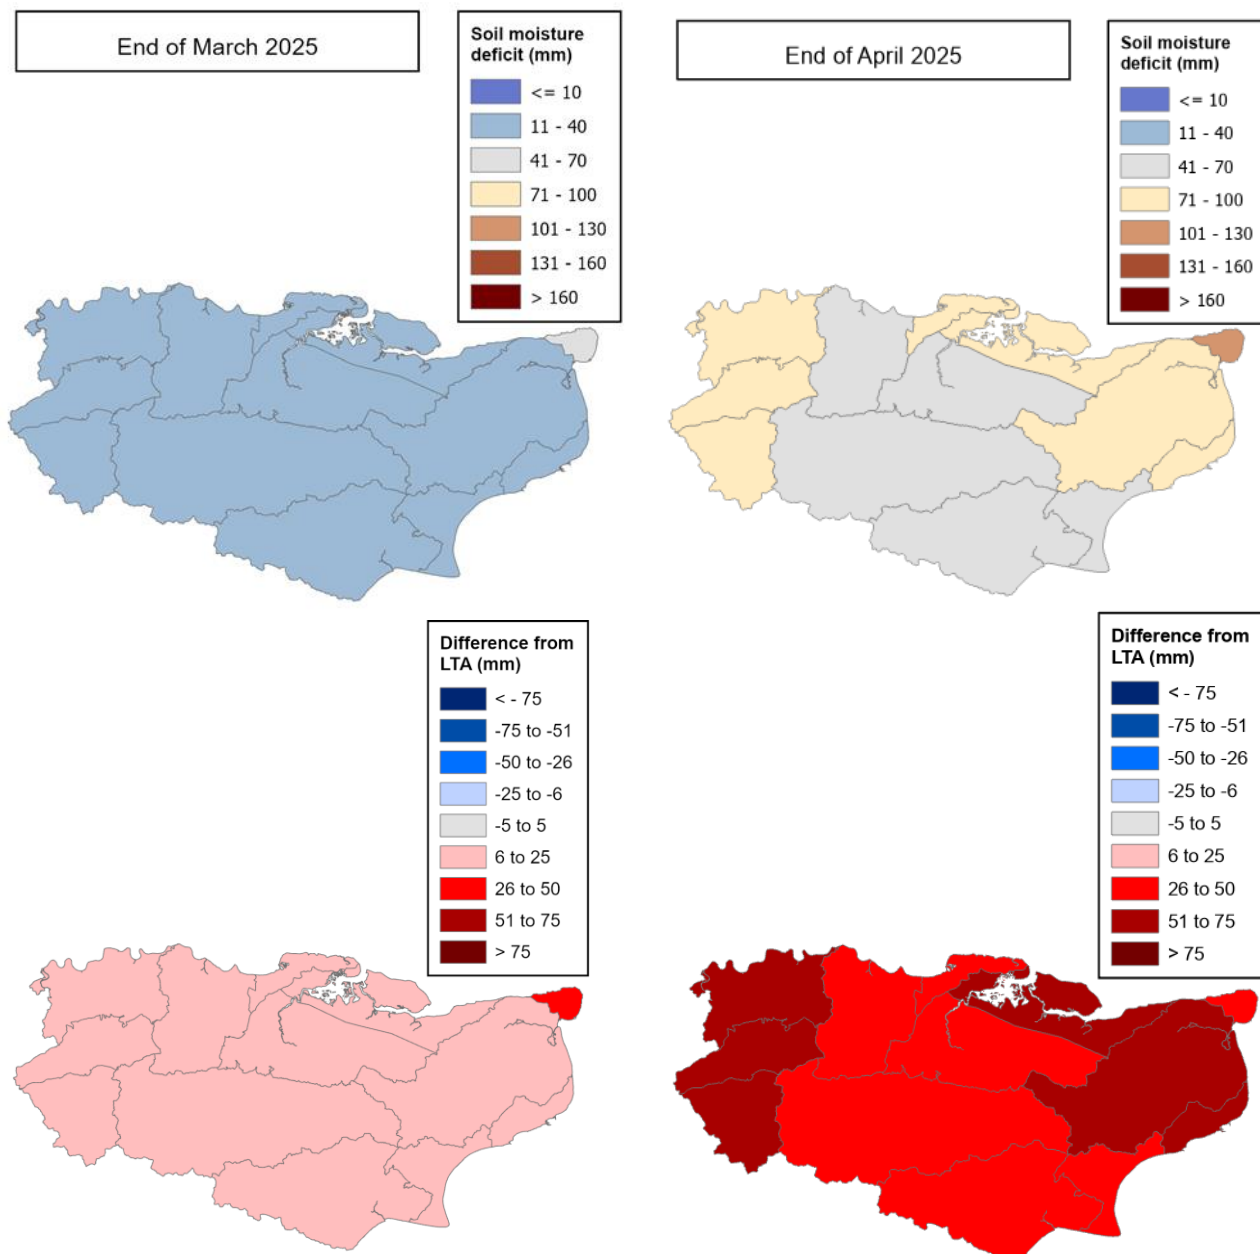 End of March 2025
Soil moisture
deficit (mm)
<= 10
11 - 40
41 - 70
71 - 100
101 - 130
131 - 160
> 160
End of April 2025
Soil moisture
deficit (mm)
<= 10
11 - 40
41 - 70
71 - 100
101 - 130
131 - 160
> 160
Difference from
LTA (mm)
< - 75
-75 to -51
-50 to -26
-25 to -6
-5 to 5
6 to 25
26 to 50
51 to 75
> 75
Difference from
LTA (mm)
< - 75
-75 to -51
-50 to -26
-25 to -6
-5 to 5
6 to 25
26 to 50
51 to 75
> 75